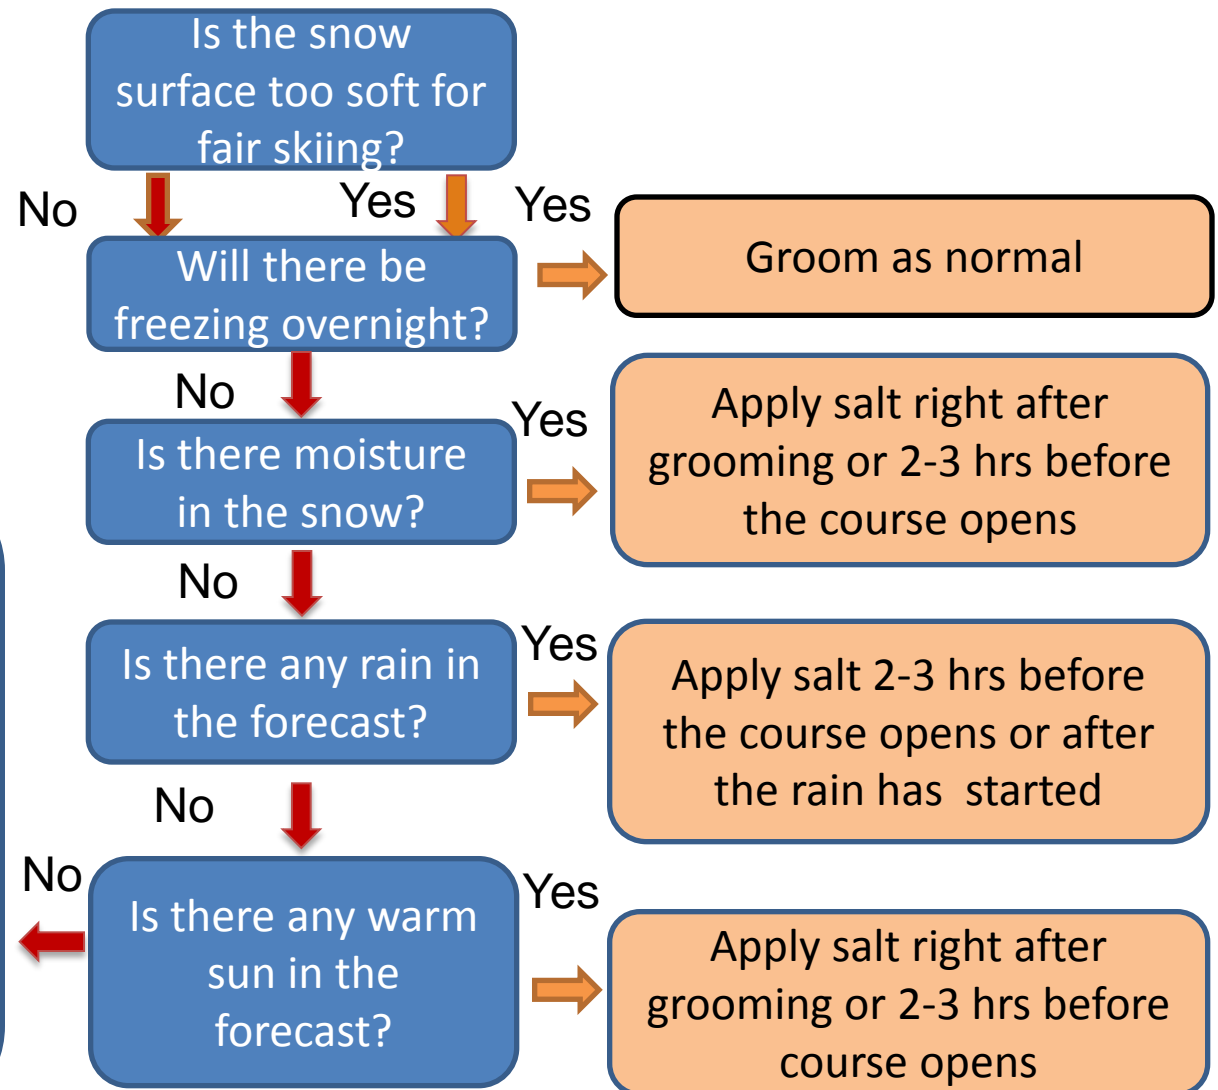 Is the snow
surface too soft for
fair skiing?
No
Yes
Yes
Will there be
freezing overnight?
Groom as normal
No
Yes
Is there moisture
in the snow?
Apply salt right after
grooming or 2-3 hrs before
the course opens
No
Yes
Is there any rain in
the forecast?
Apply salt 2-3 hrs before
the course opens or after
the rain has  started
No
No
Yes
Is there any warm
sun in the
forecast?
Apply salt right after
grooming or 2-3 hrs before
course opens